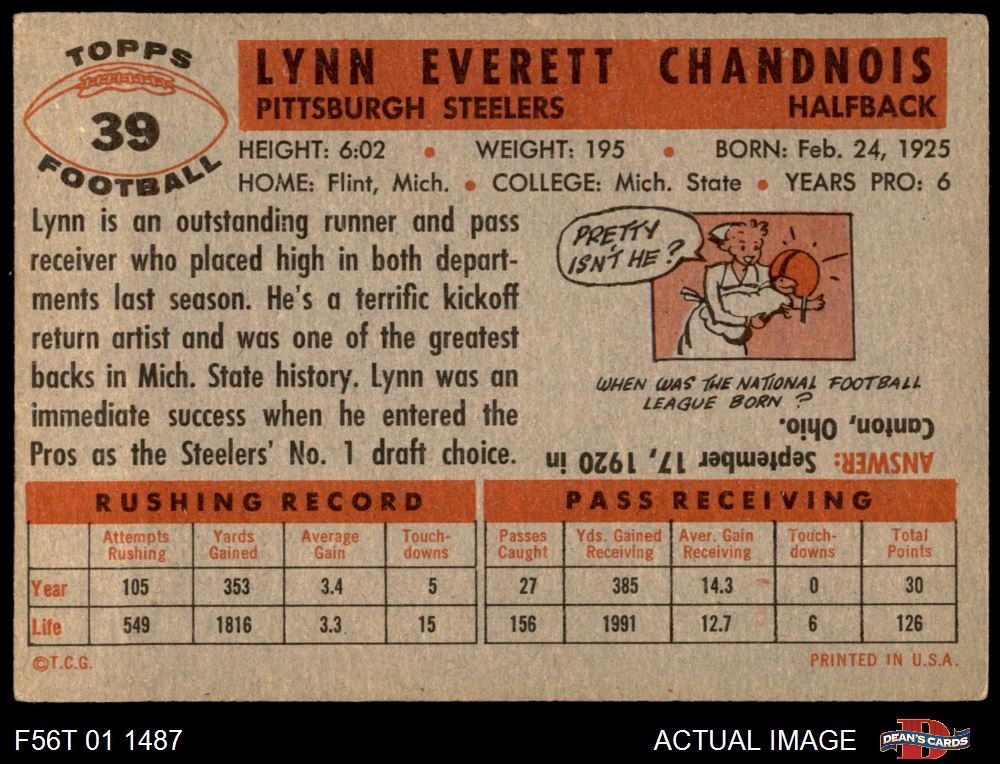 TOPPS
39
FOOTBALL
LYNN EVERETT CHANDNOIS
PITTSBURGH STEELERS HALFBACK
HEIGHT: 6:02 • WEIGHT: 195 • BORN: Feb. 24, 1925
HOME: Flint, Mich. • COLLEGE: Mich. State • YEARS PRO: 6
Lynn is an outstanding runner and pass
receiver who placed high in both depart-
ments last season. He's a terrific kickoff
return artist and was one of the greatest
backs in Mich. State history. Lynn was an
immediate success when he entered the
Pros as the Steelers' No. 1 draft choice.
PRETTY
ISN'T HE?
WHEN WAS THE NATIONAL FOOTBALL
LEAGUE BORN?
ANSWER: September 17, 1920 in
Canton, Ohio.
RUSHING RECORD
Attempts Rushing Yards Gained Average Gain Touch-downs
Year 105 353 3.4 5
Life 549 1816 3.3 15
PASS RECEIVING
Passes Caught Yds. Gained Receiving Aver. Gain Receiving Touch-downs Total Points
27 385 14.3 0 30
156 1991 12.7 6 126
©T.C.G. PRINTED IN U.S.A.
F56T 01 1487 ACTUAL IMAGE DEAN'S CARDS